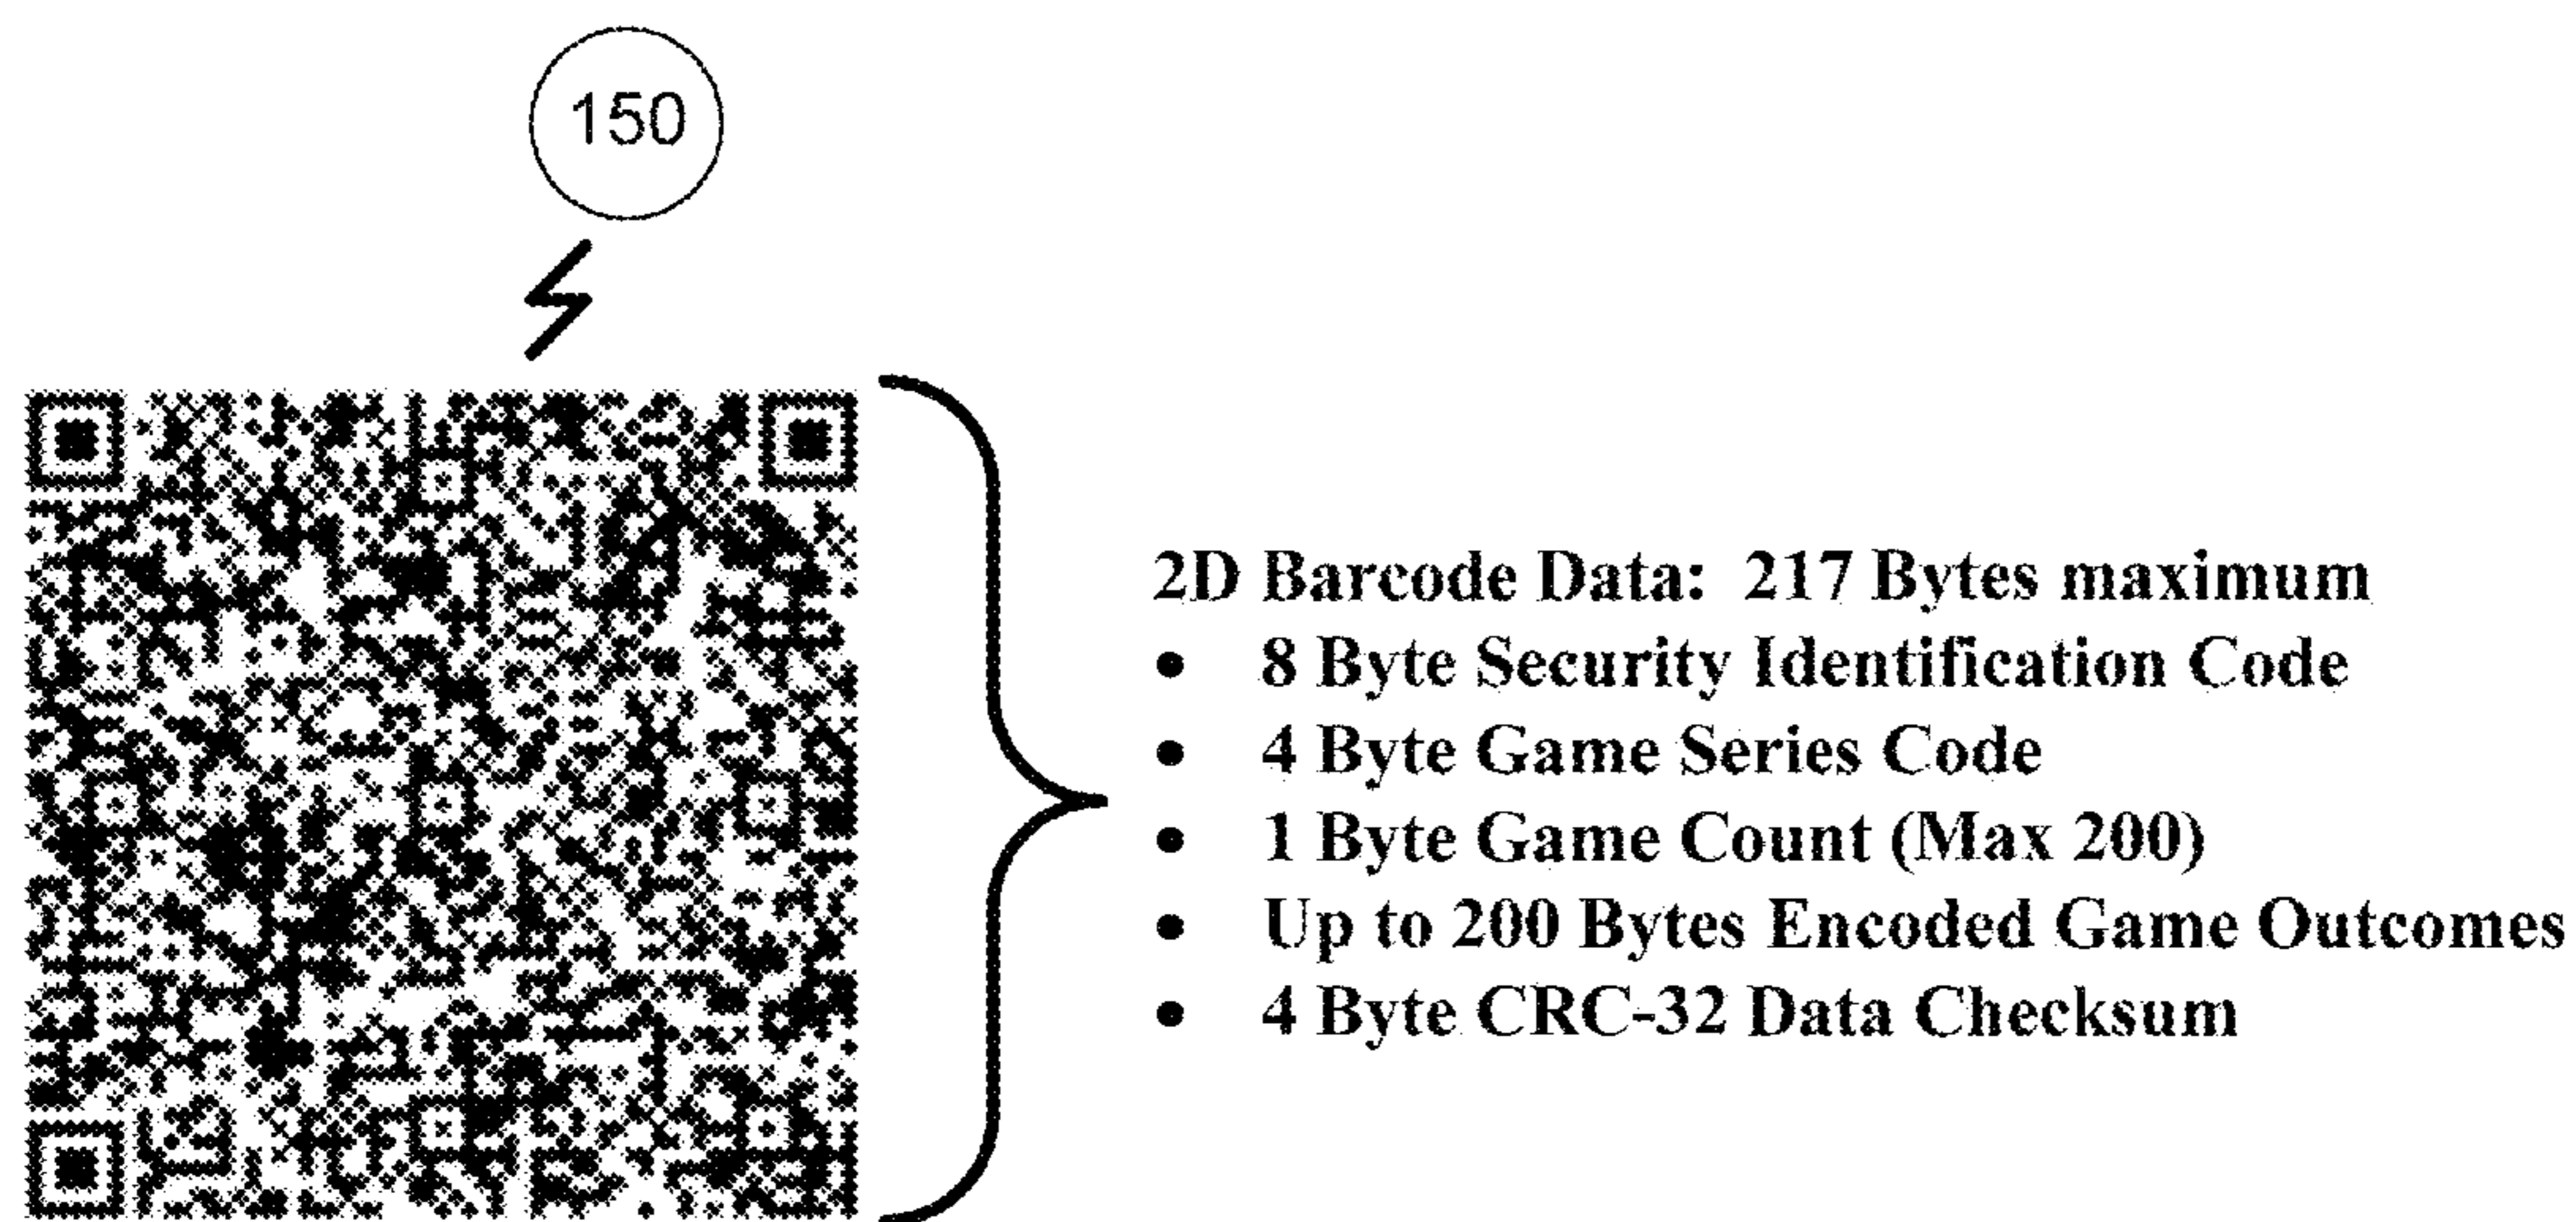 150
2D Barcode Data: 217 Bytes maximum
• 8 Byte Security Identification Code
• 4 Byte Game Series Code
• 1 Byte Game Count (Max 200)
• Up to 200 Bytes Encoded Game Outcomes
• 4 Byte CRC-32 Data Checksum